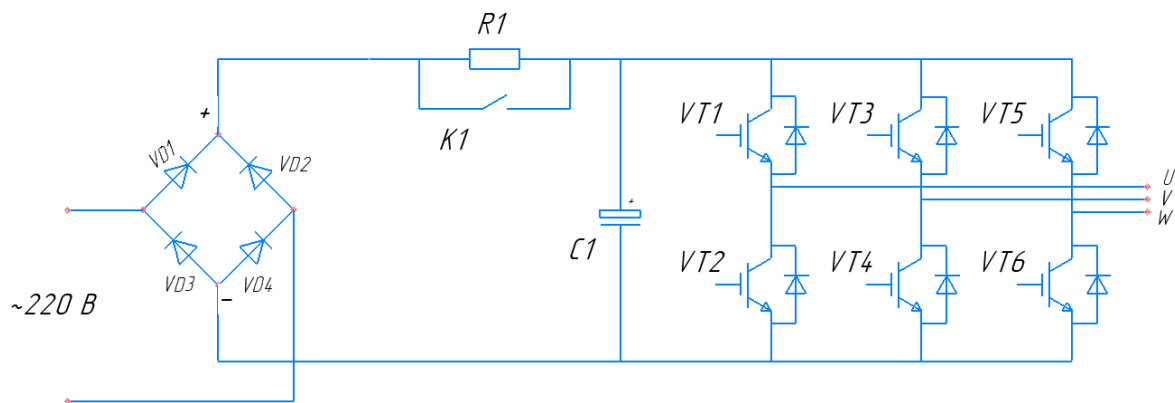 R1
K1
+
VD1
VD2
VD3
VD4
-
~220 В
+
C1
VT1
VT3
VT5
U
V
W
VT2
VT4
VT6